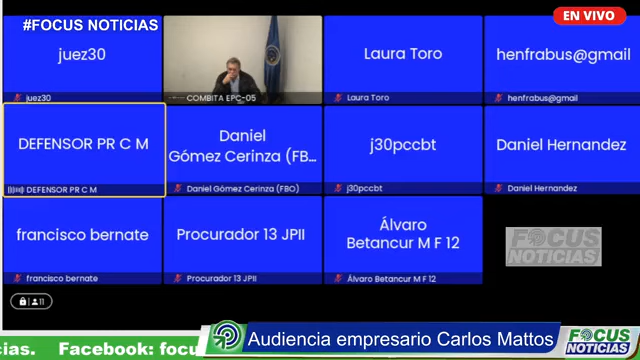 #FOCUS NOTICIAS
EN VIVO
juez30
Laura Toro
henfrabus@gmail
juez30
COMBITA EPC-05
Laura Toro
henfrabus@gmail
DEFENSOR PR C M
Daniel
Gómez Cerinza (FB...
j30pccbt
Daniel Hernandez
DEFENSOR PR C M
Daniel Gómez Cerinza (FBO)
j30pccbt
Daniel Hernandez
francisco bernate
Procurador 13 JPII
Álvaro
Betancur M F 12
FOCUS
NOTICIAS
francisco bernate
Procurador 13 JPII
Álvaro Betancur M F 12
11
cias. Facebook: focu
Audiencia empresario Carlos Mattos
FOCUS
NOTICIAS